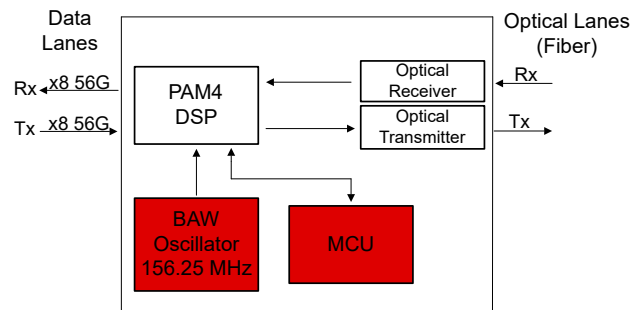 Data
Lanes
Optical Lanes
(Fiber)
Rx
x8 56G
Tx
x8 56G
PAM4
DSP
Optical
Receiver
Optical
Transmitter
Rx
Tx
BAW
Oscillator
156.25 MHz
MCU